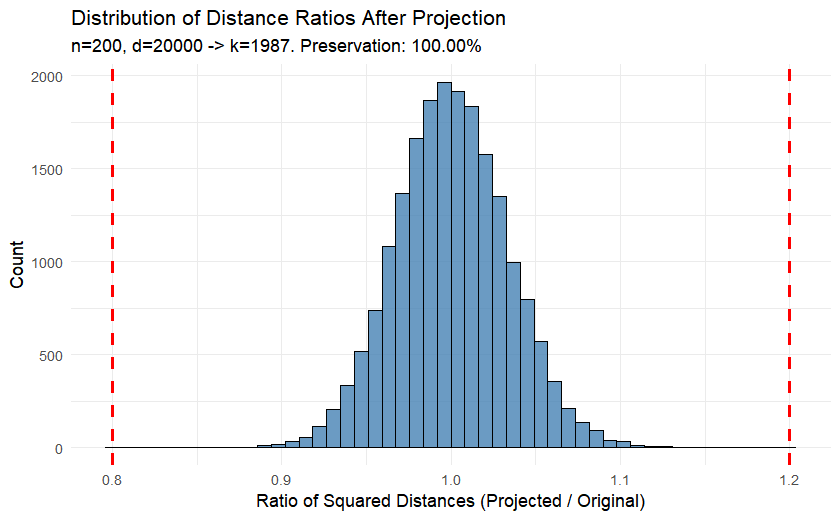 Distribution of Distance Ratios After Projection
n=200, d=20000 -> k=1987. Preservation: 100.00%
2000
1500
1000
500
0
Count
0.8 0.9 1.0 1.1 1.2
Ratio of Squared Distances (Projected / Original)